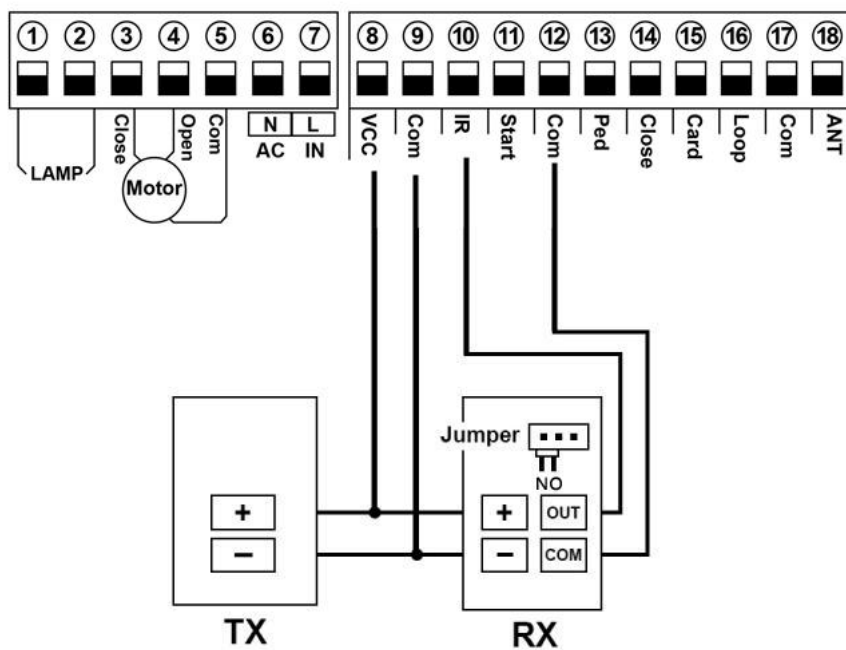 1 2 3 4 5 6 7 8 9 10 11 12 13 14 15 16 17 18
LAMP
Close
Open
Com
Motor
N L
AC IN
VCC
Com
IR
Start
Com
Ped
Close
Card
Loop
Com
ANT
Jumper
NO
+ + OUT
− − COM
TX RX